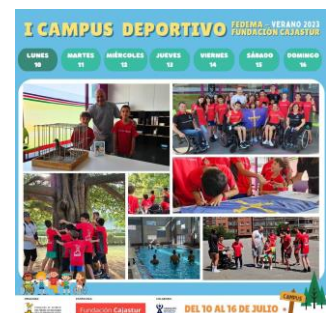 I CAMPUS DEPORTIVO
FEDEMA - VERANO 2023
FUNDACIÓN CAJASTUR
LUNES
10
MARTES
11
MIÉRCOLES
12
JUEVES
13
VIERNES
14
SÁBADO
15
DOMINGO
16
Fundación Cajastur
DEL 10 AL 16 DE JULIO
CAMPUS